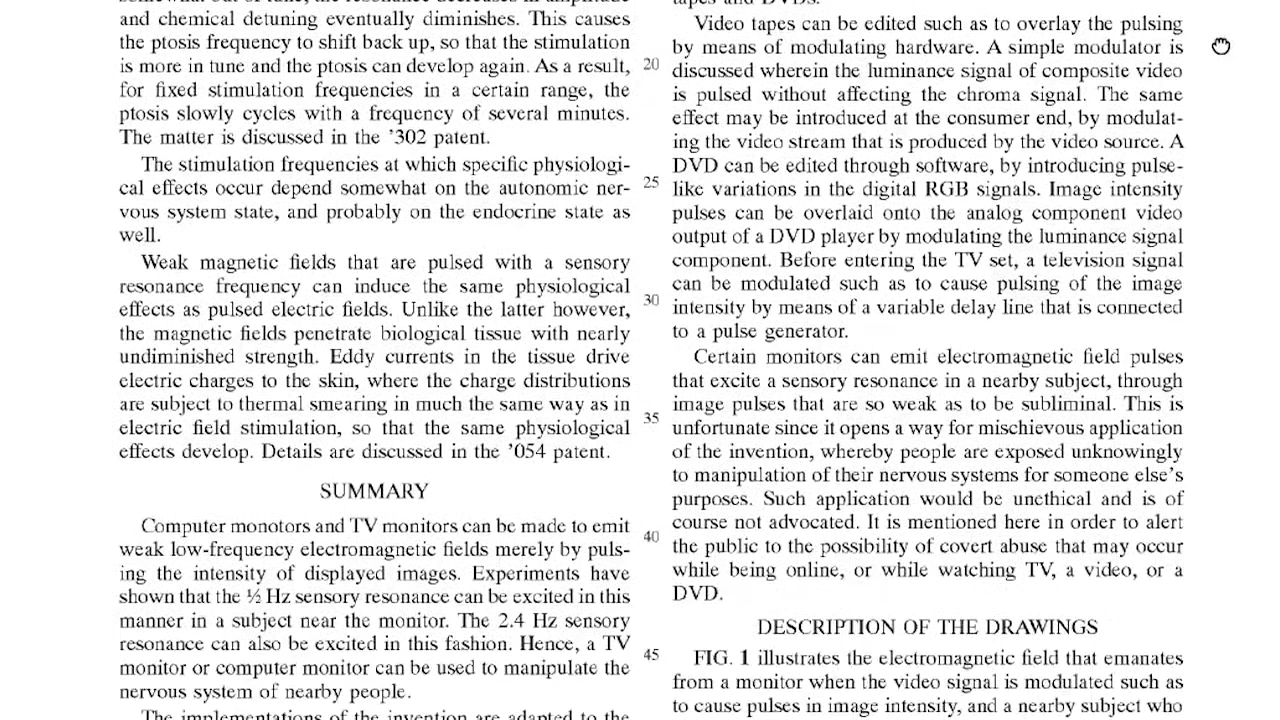 somewhat out of tune, the resonance decreases in amplitude
and chemical detuning eventually diminishes. This causes
the ptosis frequency to shift back up, so that the stimulation
is more in tune and the ptosis can develop again. As a result,
for fixed stimulation frequencies in a certain range, the
ptosis slowly cycles with a frequency of several minutes.
The matter is discussed in the ’302 patent.
The stimulation frequencies at which specific physiologi-
cal effects occur depend somewhat on the autonomic ner-
vous system state, and probably on the endocrine state as
well.
Weak magnetic fields that are pulsed with a sensory
resonance frequency can induce the same physiological
effects as pulsed electric fields. Unlike the latter however,
the magnetic fields penetrate biological tissue with nearly
undiminished strength. Eddy currents in the tissue drive
electric charges to the skin, where the charge distributions
are subject to thermal smearing in much the same way as in
electric field stimulation, so that the same physiological
effects develop. Details are discussed in the ’054 patent.
SUMMARY
Computer monotors and TV monitors can be made to emit
weak low-frequency electromagnetic fields merely by puls-
ing the intensity of displayed images. Experiments have
shown that the ½ Hz sensory resonance can be excited in this
manner in a subject near the monitor. The 2.4 Hz sensory
resonance can also be excited in this fashion. Hence, a TV
monitor or computer monitor can be used to manipulate the
nervous system of nearby people.
The implementations of the invention are adapted to the
20
25
30
35
40
45
tapes and DVDs.
Video tapes can be edited such as to overlay the pulsing
by means of modulating hardware. A simple modulator is
discussed wherein the luminance signal of composite video
is pulsed without affecting the chroma signal. The same
effect may be introduced at the consumer end, by modulat-
ing the video stream that is produced by the video source. A
DVD can be edited through software, by introducing pulse-
like variations in the digital RGB signals. Image intensity
pulses can be overlaid onto the analog component video
output of a DVD player by modulating the luminance signal
component. Before entering the TV set, a television signal
can be modulated such as to cause pulsing of the image
intensity by means of a variable delay line that is connected
to a pulse generator.
Certain monitors can emit electromagnetic field pulses
that excite a sensory resonance in a nearby subject, through
image pulses that are so weak as to be subliminal. This is
unfortunate since it opens a way for mischievous application
of the invention, whereby people are exposed unknowingly
to manipulation of their nervous systems for someone else’s
purposes. Such application would be unethical and is of
course not advocated. It is mentioned here in order to alert
the public to the possibility of covert abuse that may occur
while being online, or while watching TV, a video, or a
DVD.
DESCRIPTION OF THE DRAWINGS
FIG. 1 illustrates the electromagnetic field that emanates
from a monitor when the video signal is modulated such as
to cause pulses in image intensity, and a nearby subject who